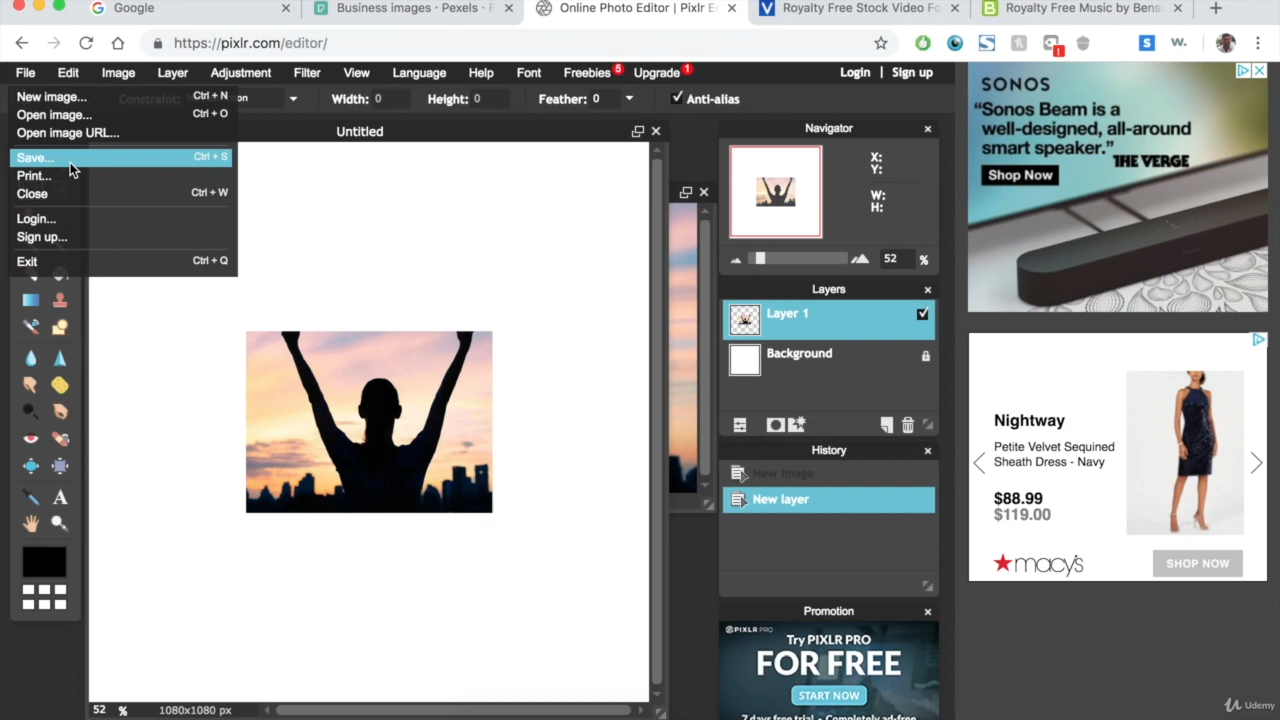 Google
Business images · Pexels · F
Online Photo Editor | Pixlr E
Royalty Free Stock Video Fo
Royalty Free Music by Bens
https://pixlr.com/editor/
File Edit Image Layer Adjustment Filter View Language Help Font Freebies 5 Upgrade 1 Login | Sign up
Constraint: Width: 0 Height: 0 Feather: 0 Anti-alias
New image... Ctrl + N
Open image... Ctrl + O
Open image URL...
Save... Ctrl + S
Print...
Close Ctrl + W
Login...
Sign up...
Exit Ctrl + Q
Untitled
52 % 1080x1080 px
Navigator
X:
Y:
W:
H:
52 %
Layers
Layer 1
Background
History
New Image
New layer
Promotion
PIXLR PRO
Try PIXLR PRO
FOR FREE
START NOW
7 days free trial • Completely ad-free
SONOS
“Sonos Beam is a
well-designed, all-around
smart speaker.”
THE VERGE
Shop Now
Nightway
Petite Velvet Sequined
Sheath Dress - Navy
$88.99
$119.00
macy's
SHOP NOW
Udemy